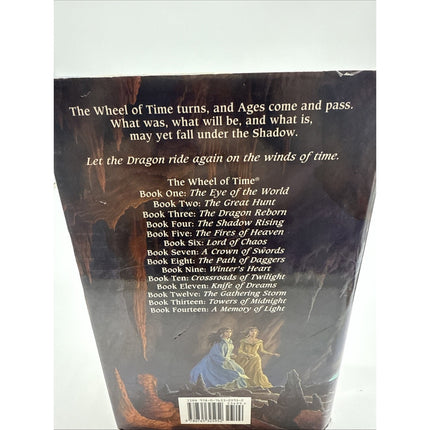 The Wheel of Time turns, and Ages come and pass.
What was, what will be, and what is,
may yet fall under the Shadow.
Let the Dragon ride again on the winds of time.
The Wheel of Time®
Book One: The Eye of the World
Book Two: The Great Hunt
Book Three: The Dragon Reborn
Book Four: The Shadow Rising
Book Five: The Fires of Heaven
Book Six: Lord of Chaos
Book Seven: A Crown of Swords
Book Eight: The Path of Daggers
Book Nine: Winter's Heart
Book Ten: Crossroads of Twilight
Book Eleven: Knife of Dreams
Book Twelve: The Gathering Storm
Book Thirteen: Towers of Midnight
Book Fourteen: A Memory of Light
ISBN